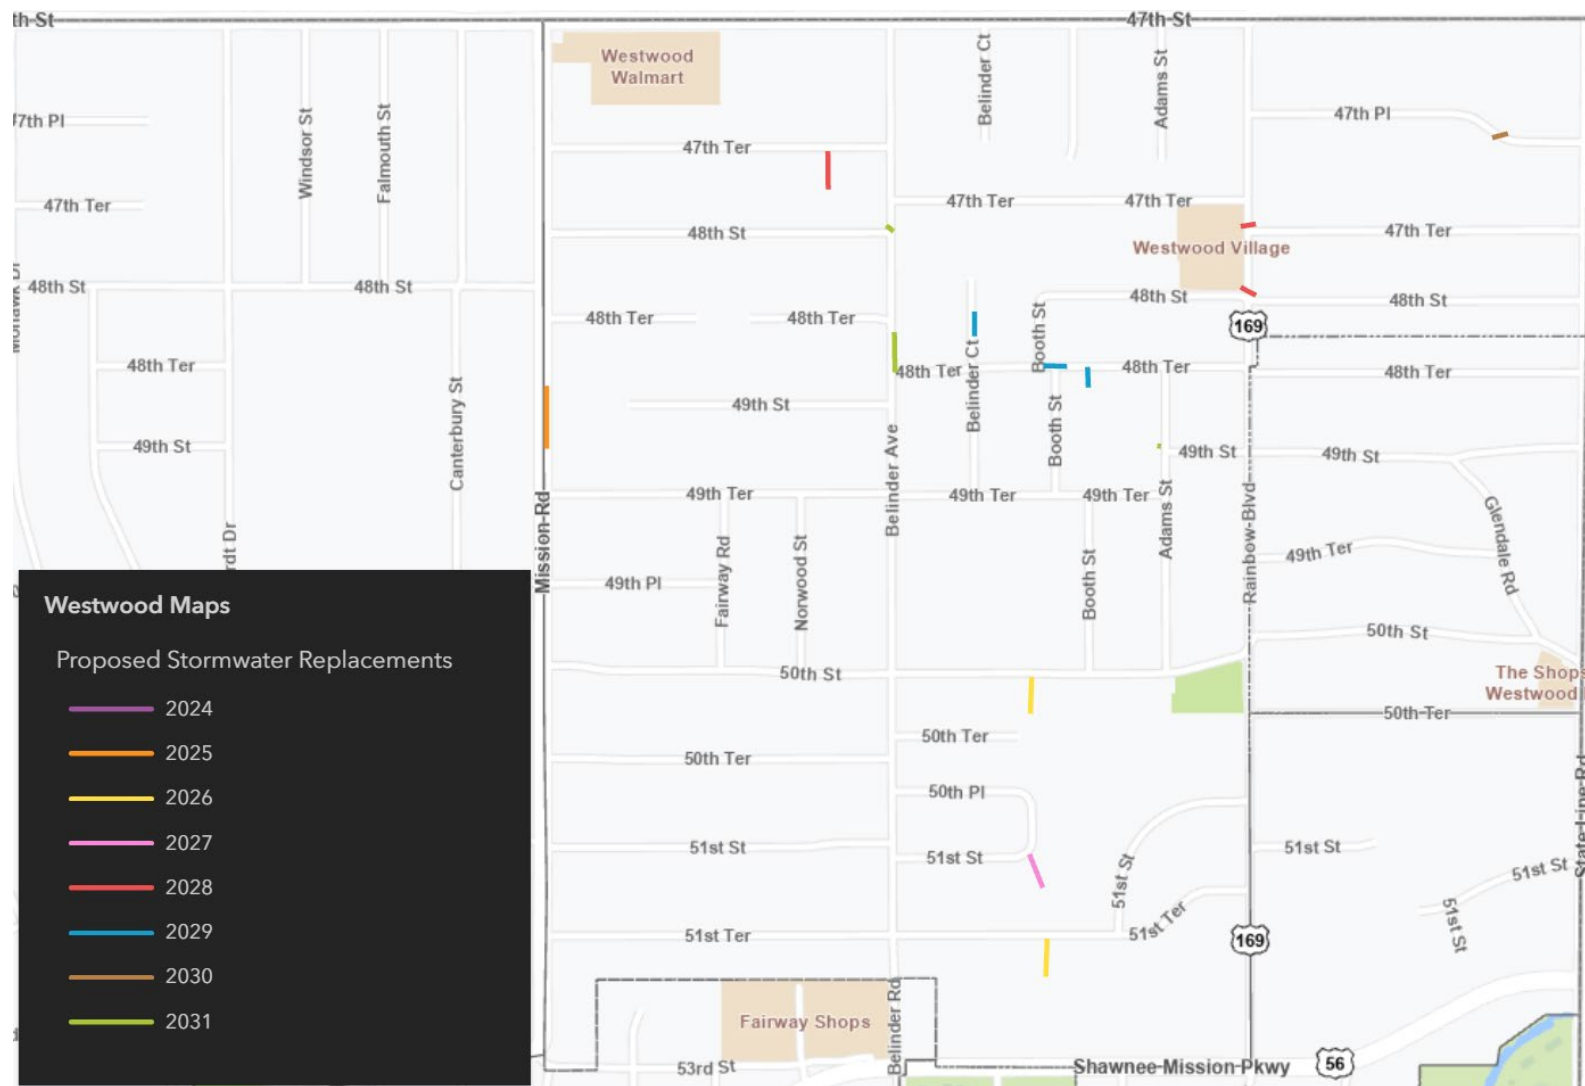 th-St
47th St
Westwood
Walmart
Belinder Ct
Adams St
47th Pl
7th Pl
Windsor St
Falmouth St
47th Ter
47th Ter
47th Ter
47th Ter
48th St
Westwood Village
47th Ter
Mohawk Dr
48th St
48th St
48th St
48th St
169
48th Ter
48th Ter
Booth St
48th Ter
48th Ter
Belinder Ct
48th Ter
48th Ter
Canterbury St
49th St
49th St
Booth St
Belinder Ave
49th St
49th St
49th Ter
49th Ter
49th Ter
Adams St
Rainbow-Blvd
Glendale Rd
rdt Dr
Mission-Rd
Fairway Rd
Norwood St
Booth St
49th Ter
49th Pl
50th St
50th St
The Shops
Westwood
50th-Ter
50th Ter
50th Ter
50th Pl
51st St
51st St
51st St
51st St
51st St
51st St
State-Line-Rd
51st Ter
51st Ter
169
Belinder Rd
Fairway Shops
53rd St
Shawnee-Mission-Pkwy
56
Westwood Maps
Proposed Stormwater Replacements
2024
2025
2026
2027
2028
2029
2030
2031